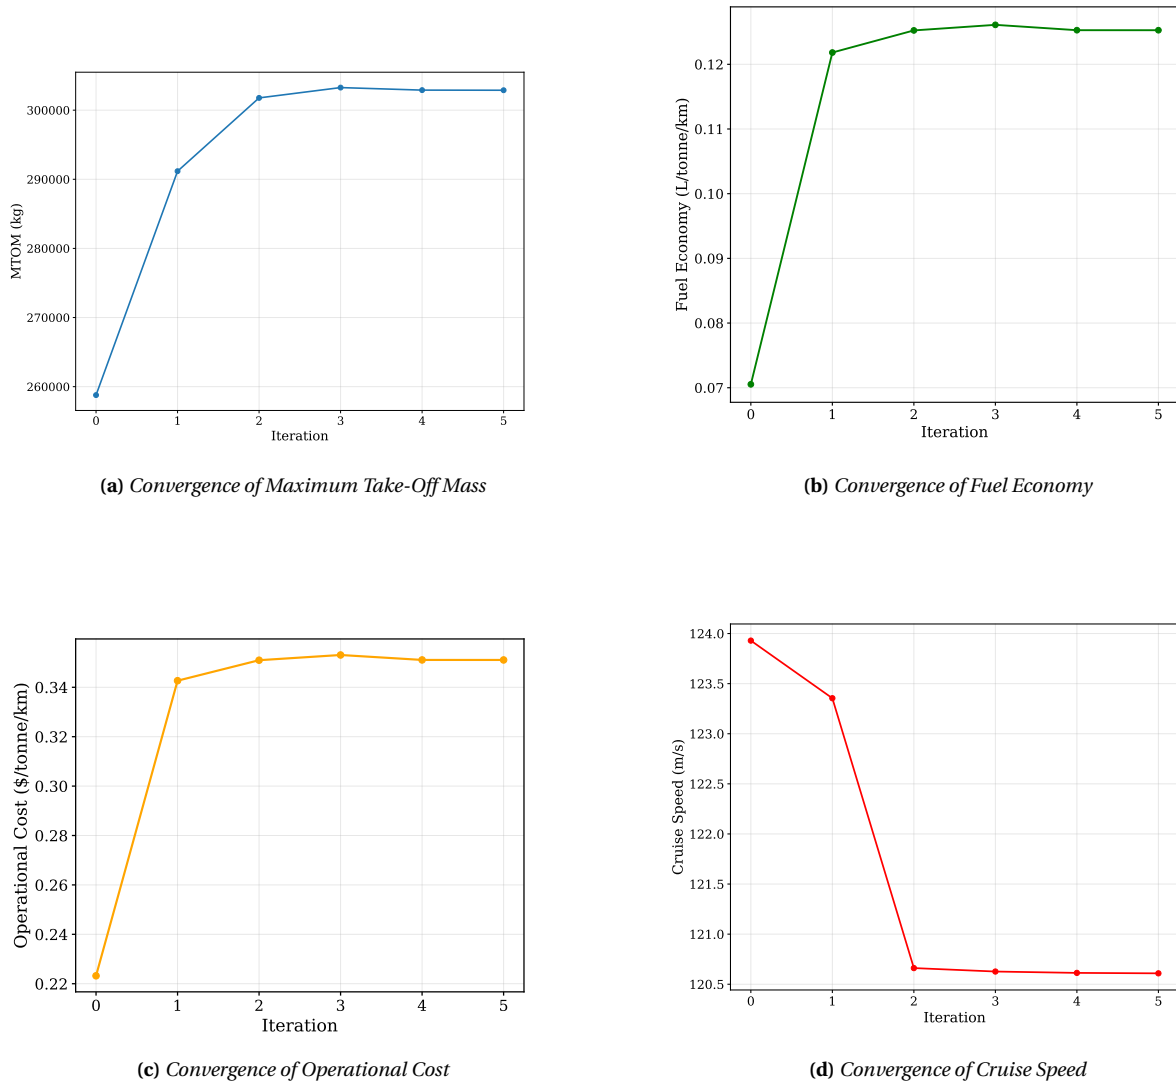 300000
290000
280000
270000
260000
MTOM (kg)
0 1 2 3 4 5
Iteration
(a) Convergence of Maximum Take-Off Mass
0.12
0.11
0.10
0.09
0.08
0.07
Fuel Economy (L/tonne/km)
0 1 2 3 4 5
Iteration
(b) Convergence of Fuel Economy
0.34
0.32
0.30
0.28
0.26
0.24
0.22
Operational Cost ($/tonne/km)
0 1 2 3 4 5
Iteration
(c) Convergence of Operational Cost
124.0
123.5
123.0
122.5
122.0
121.5
121.0
120.5
Cruise Speed (m/s)
0 1 2 3 4 5
Iteration
(d) Convergence of Cruise Speed